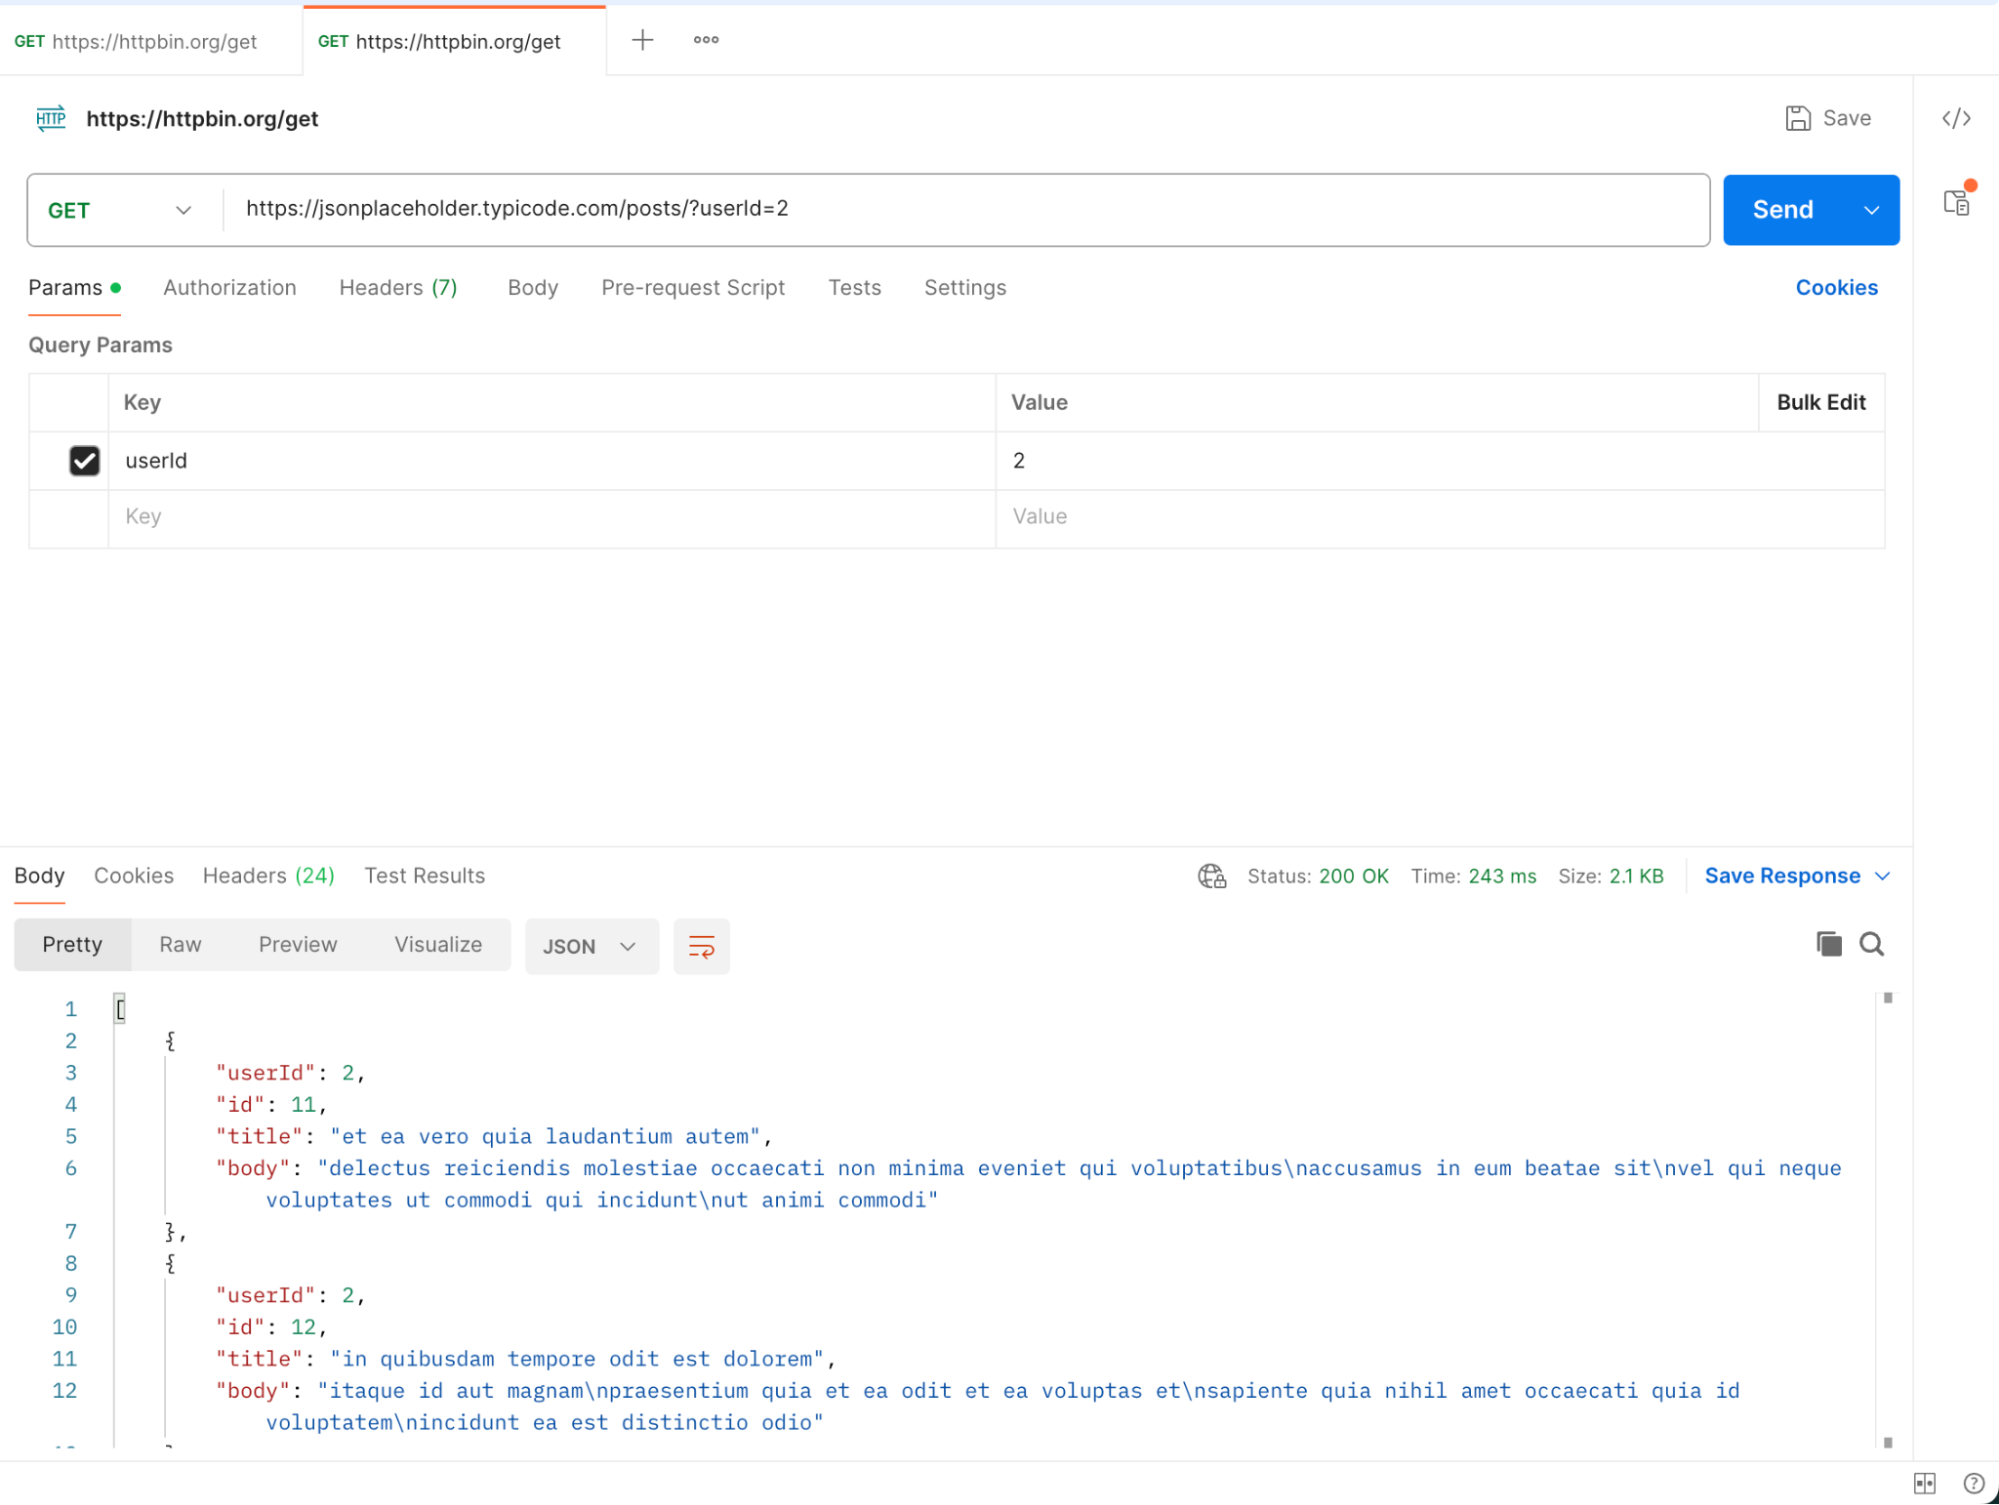 GET https://httpbin.org/get
GET https://httpbin.org/get
HTTP https://httpbin.org/get
Save
</>
GET https://jsonplaceholder.typicode.com/posts/?userId=2
Send
Params Authorization Headers (7) Body Pre-request Script Tests Settings Cookies
Query Params
Key Value Bulk Edit
userId 2
Key Value
Body Cookies Headers (24) Test Results Status: 200 OK Time: 243 ms Size: 2.1 KB Save Response
Pretty Raw Preview Visualize JSON
1 [
2 {
3 "userId": 2,
4 "id": 11,
5 "title": "et ea vero quia laudantium autem",
6 "body": "delectus reiciendis molestiae occaecati non minima eveniet qui voluptatibus\naccusamus in eum beatae sit\nvel qui neque
voluptates ut commodi qui incidunt\nut animi commodi"
7 },
8 {
9 "userId": 2,
10 "id": 12,
11 "title": "in quibusdam tempore odit est dolorem",
12 "body": "itaque id aut magnam\npraesentium quia et ea odit et ea voluptas et\nsapiente quia nihil amet occaecati quia id
voluptatem\nincidunt ea est distinctio odio"